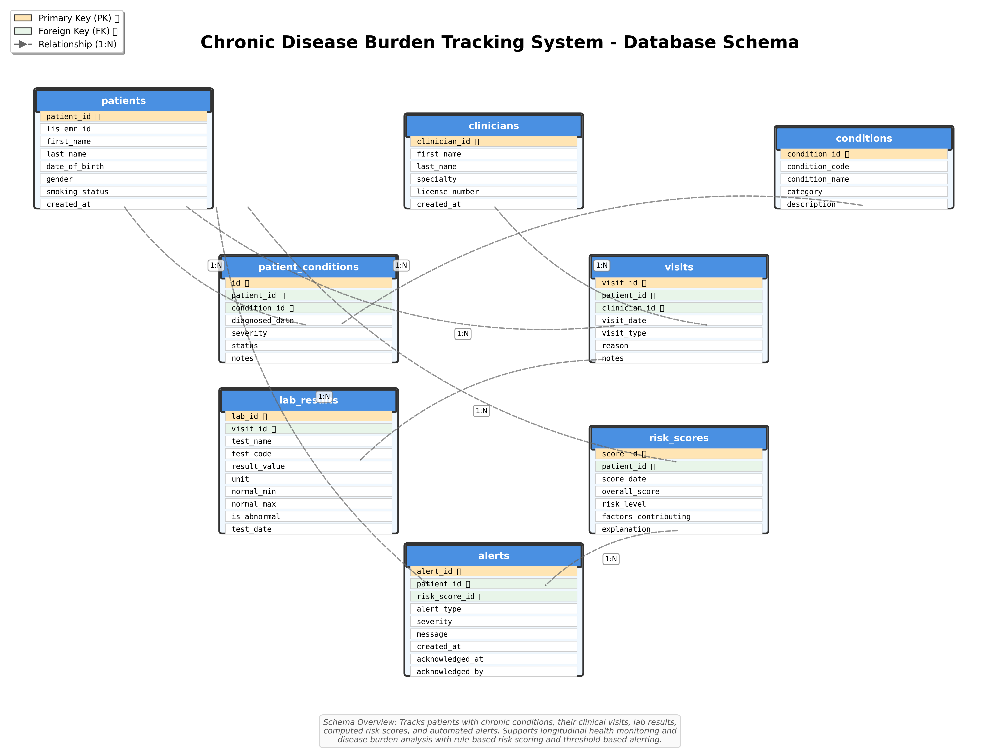 Primary Key (PK)
Foreign Key (FK)
Relationship (1:N)
Chronic Disease Burden Tracking System - Database Schema
patients
patient_id
lis_emr_id
first_name
last_name
date_of_birth
gender
smoking_status
created_at
clinicians
clinician_id
first_name
last_name
specialty
license_number
created_at
conditions
condition_id
condition_code
condition_name
category
description
1:N
patient_conditions
1:N
id
patient_id
condition_id
diagnosed_date
severity
status
notes
1:N
visits
visit_id
patient_id
clinician_id
visit_date
visit_type
reason
notes
1:N
1:N
lab_results
lab_id
visit_id
test_name
test_code
result_value
unit
normal_min
normal_max
is_abnormal
test_date
1:N
risk_scores
score_id
patient_id
score_date
overall_score
risk_level
factors_contributing
explanation
1:N
alerts
alert_id
patient_id
risk_score_id
alert_type
severity
message
created_at
acknowledged_at
acknowledged_by
Schema Overview: Tracks patients with chronic conditions, their clinical visits, lab results,
computed risk scores, and automated alerts. Supports longitudinal health monitoring and
disease burden analysis with rule-based risk scoring and threshold-based alerting.